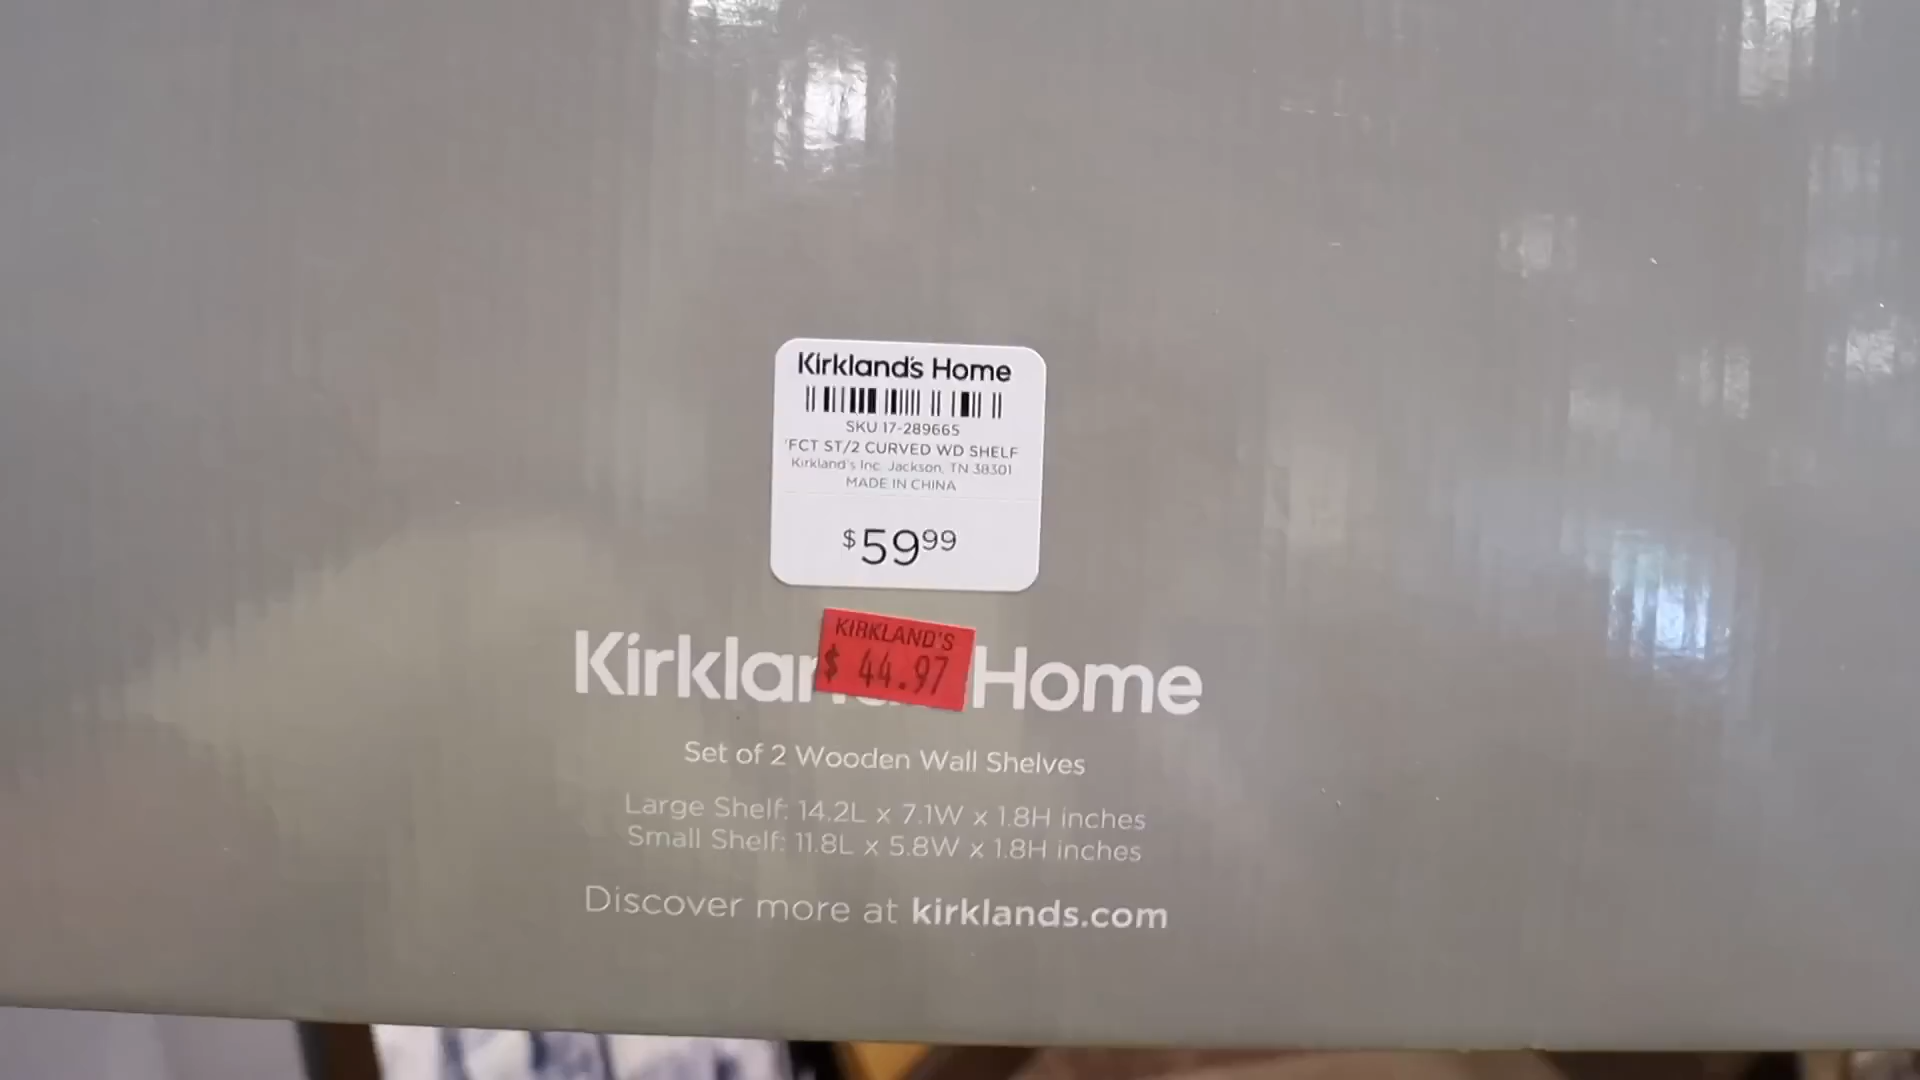 Kirkland's Home
SKU 17-289665
'FCT ST/2 CURVED WD SHELF
Kirkland's Inc. Jackson, TN 38301
MADE IN CHINA
$59.99
KIRKLAND'S
$ 44.97
Home
Set of 2 Wooden Wall Shelves
Large Shelf: 14.2L x 7.1W x 1.8H inches
Small Shelf: 11.8L x 5.8W x 1.8H inches
Discover more at kirklands.com